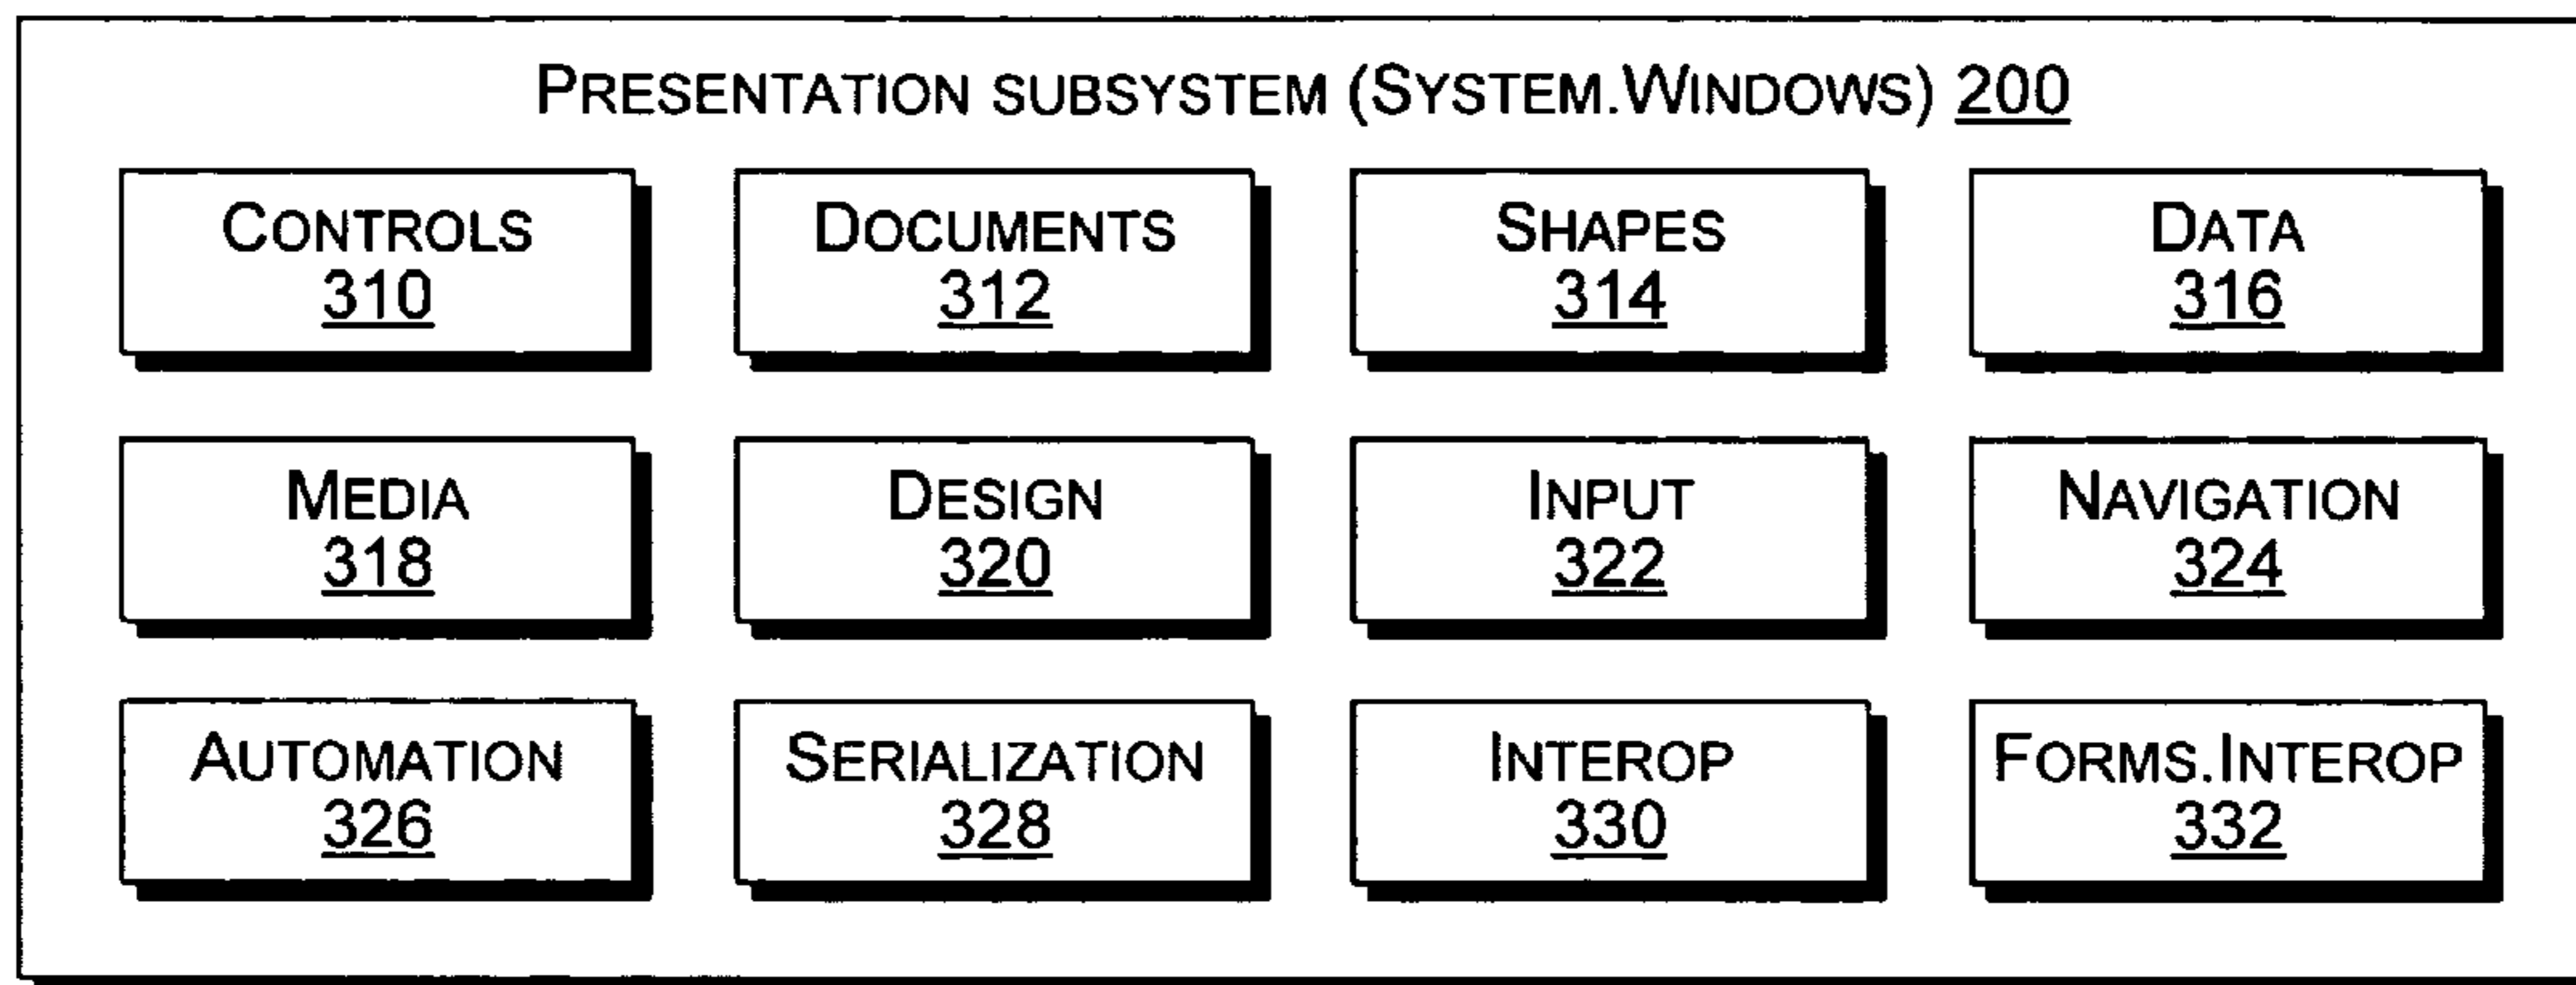 PRESENTATION SUBSYSTEM (SYSTEM.WINDOWS) 200
CONTROLS
310
DOCUMENTS
312
SHAPES
314
DATA
316
MEDIA
318
DESIGN
320
INPUT
322
NAVIGATION
324
AUTOMATION
326
SERIALIZATION
328
INTEROP
330
FORMS.INTEROP
332